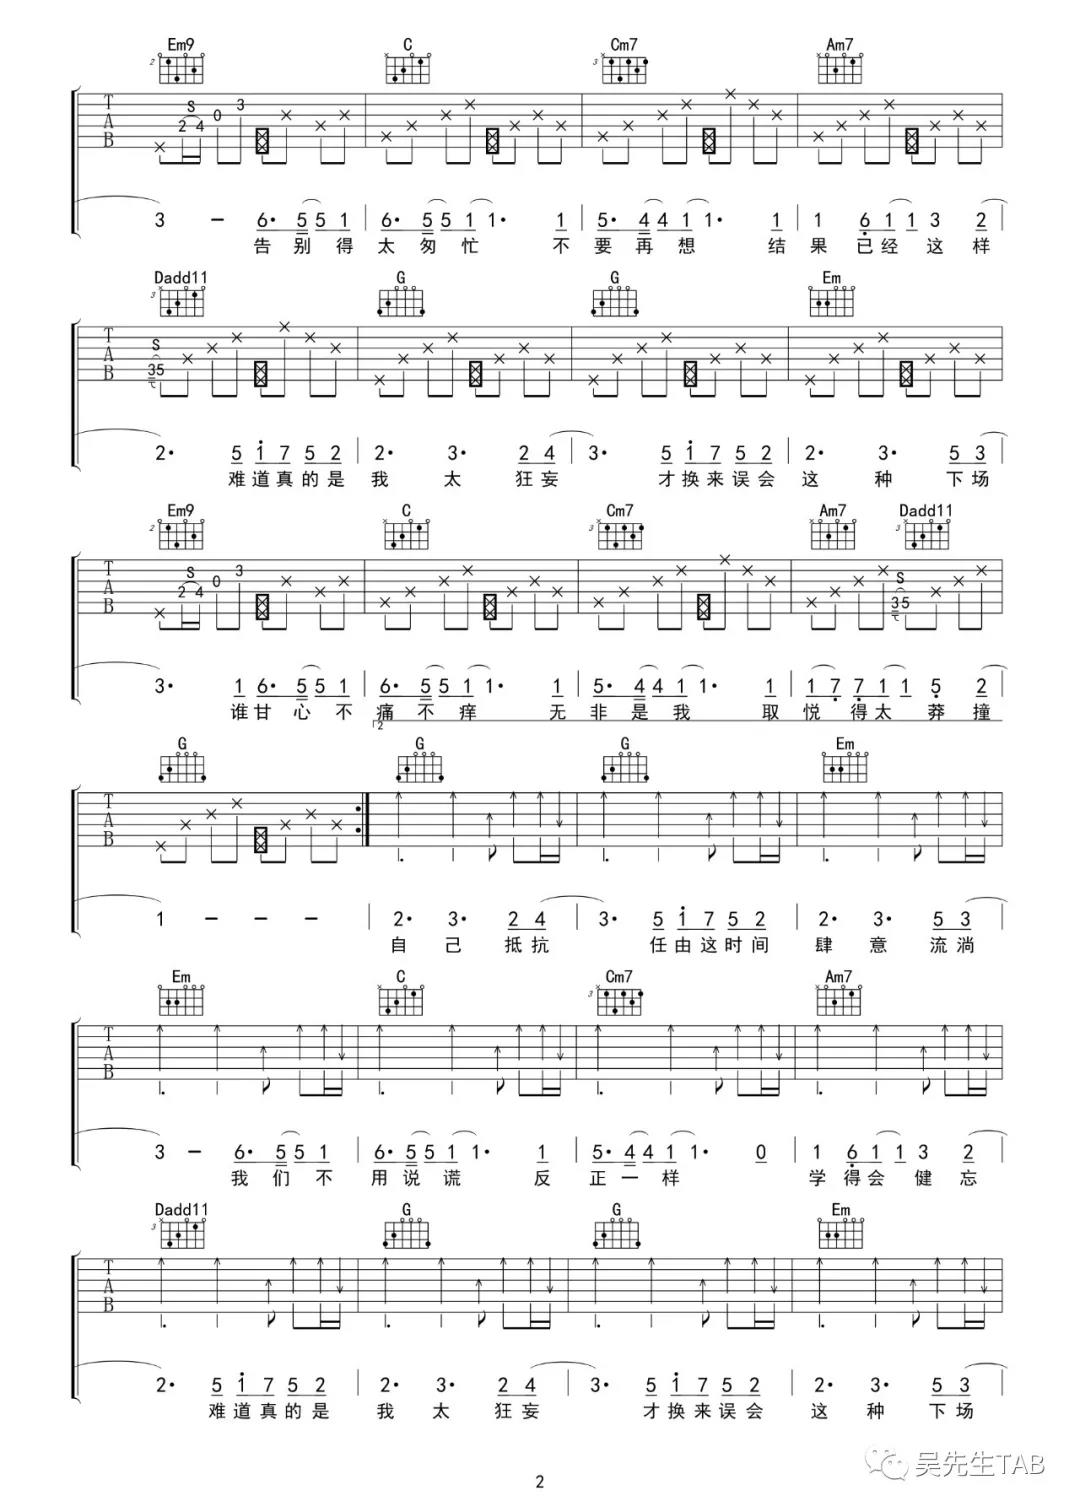 Em9 C Cm7 Am7
2
3
T
A
B
S
2 4 0 3
3 — 6· 5 5 1 6· 5 5 1 1· 1 5· 4 4 1 1· 1 1 6 1 1 3 2
告 别 得 太 匆 忙 不 要 再 想 结 果 已 经 这 样
Dadd11 G G Em
3
T
A
B
S
35
2· 5 1 7 5 2 2· 3· 2 4 3· 5 1 7 5 2 2· 3· 5 3
难 道 真 的 是 我 太 狂 妄 才 换 来 误 会 这 种 下 场
Em9 C Cm7 Am7 Dadd11
2
3
3
T
A
B
S
2 4 0 3
S
35
3· 1 6· 5 5 1 6· 5 5 1 1· 1 5· 4 4 1 1· 1 1 7 7 1 1 5 2
谁 甘 心 不 痛 不 痒 无 非 是 我 取 悦 得 太 莽 撞
2
G G G Em
T
A
B
1 — — — 2· 3· 2 4 3· 5 1 7 5 2 2· 3· 5 3
自 己 抵 抗 任 由 这 时 间 肆 意 流 淌
Em C Cm7 Am7
3
T
A
B
3 — 6· 5 5 1 6· 5 5 1 1· 1 5· 4 4 1 1· 0 1 6 1 1 3 2
我 们 不 用 说 谎 反 正 一 样 学 得 会 健 忘
Dadd11 G G Em
3
T
A
B
2· 5 1 7 5 2 2· 3· 2 4 3· 5 1 7 5 2 2· 3· 5 3
难 道 真 的 是 我 太 狂 妄 才 换 来 误 会 这 种 下 场
吴先生TAB
2